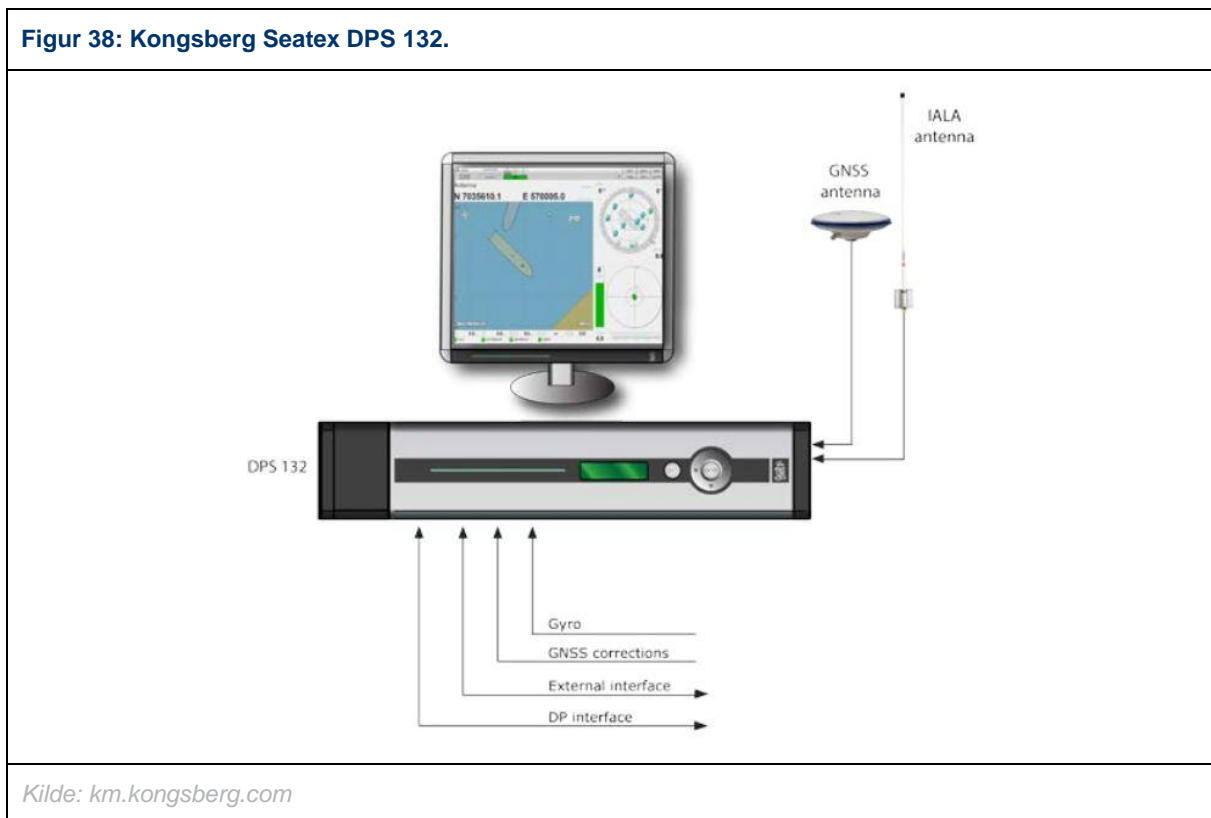 Figur 38: Kongsberg Seatex DPS 132.
IALA
antenna
GNSS
antenna
N 7035610.1 E 570005.0
DPS 132
Gyro
GNSS corrections
External interface
DP interface
Kilde: km.kongsberg.com